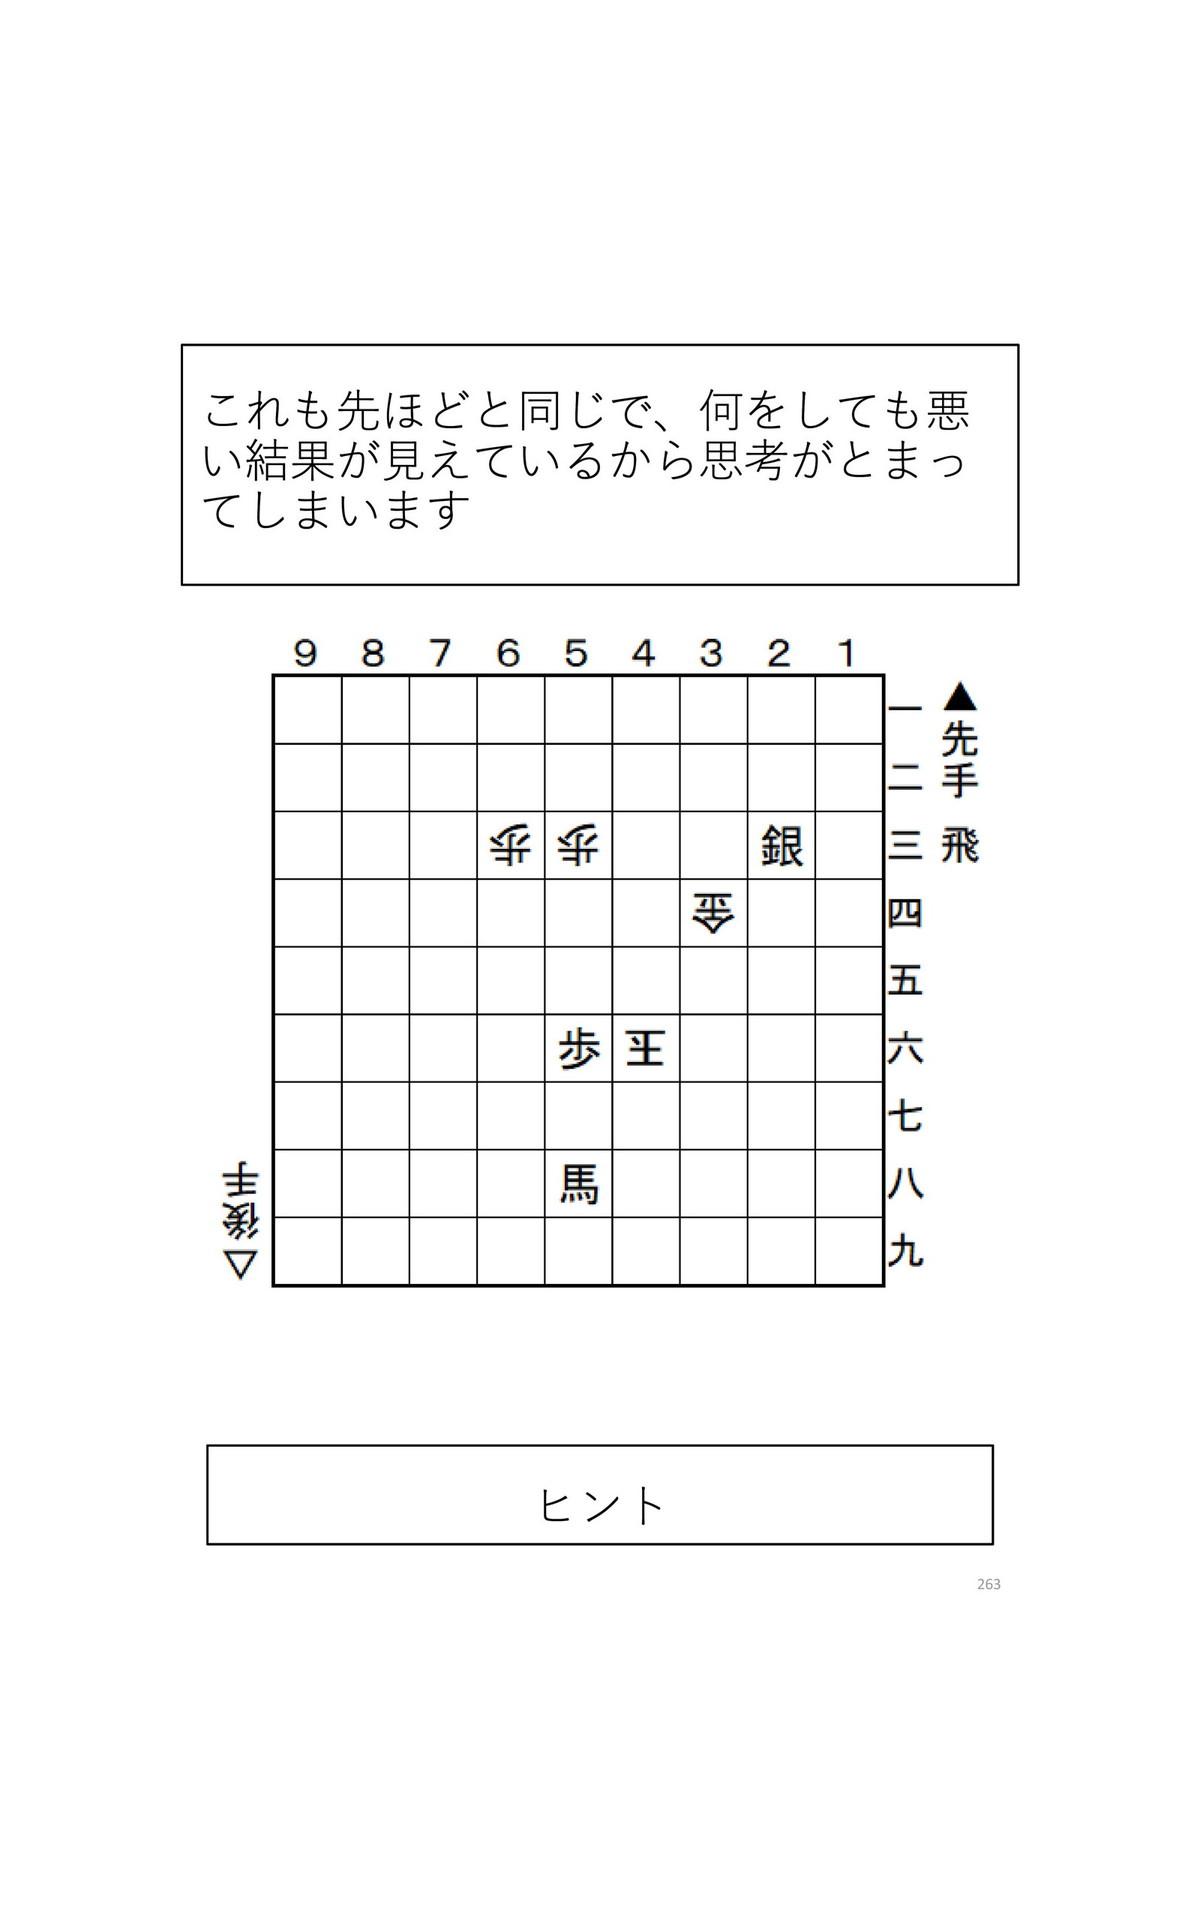 これも先ほどと同じで、何をしても悪
い結果が見えているから思考がとまっ
てしまいます
9 8 7 6 5 4 3 2 1
一
二
三
四
五
六
七
八
九
▲先手 飛
歩 歩 銀
金
歩 王
馬
△後手
ヒント
263